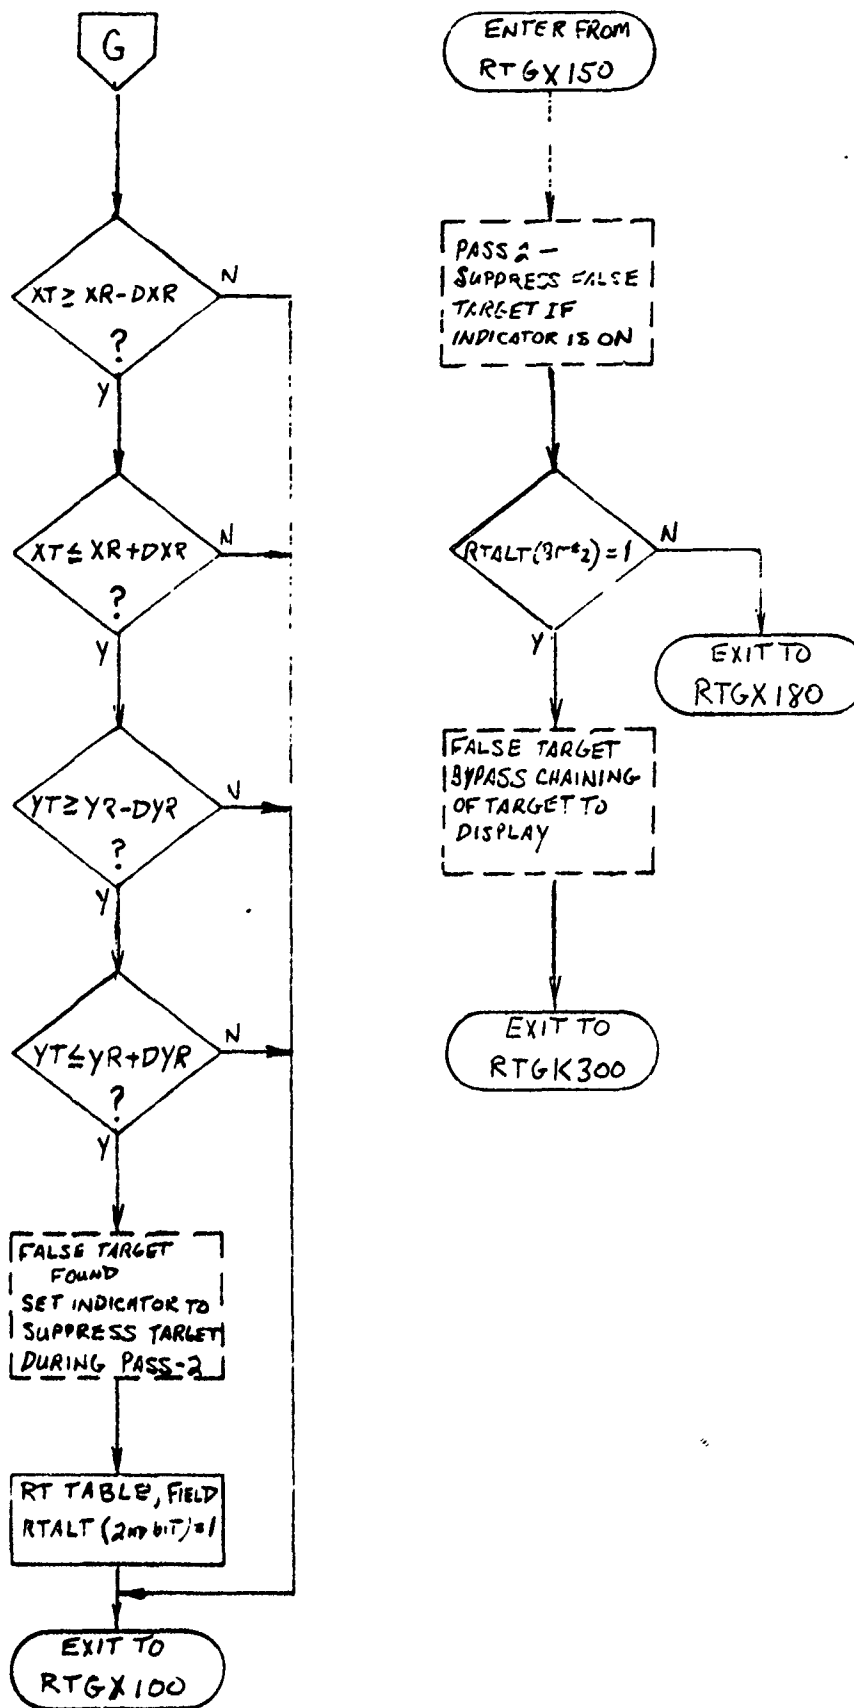 G
XT ≥ XR-DXR
?
N
Y
XT ≤ XR+DXR
?
N
Y
YT ≥ YR-DYR
?
N
Y
YT ≤ YR+DYR
?
N
Y
FALSE TARGET
FOUND
SET INDICATOR TO
SUPPRESS TARGET
DURING PASS-2
RT TABLE, FIELD
RTALT (2ND BIT)=1
EXIT TO
RTGX100
ENTER FROM
RTGX150
PASS 2 -
SUPPRESS FALSE
TARGET IF
INDICATOR IS ON
RTALT( )=1
N
Y
EXIT TO
RTGX180
FALSE TARGET
BYPASS CHAINING
OF TARGET TO
DISPLAY
EXIT TO
RTGK300